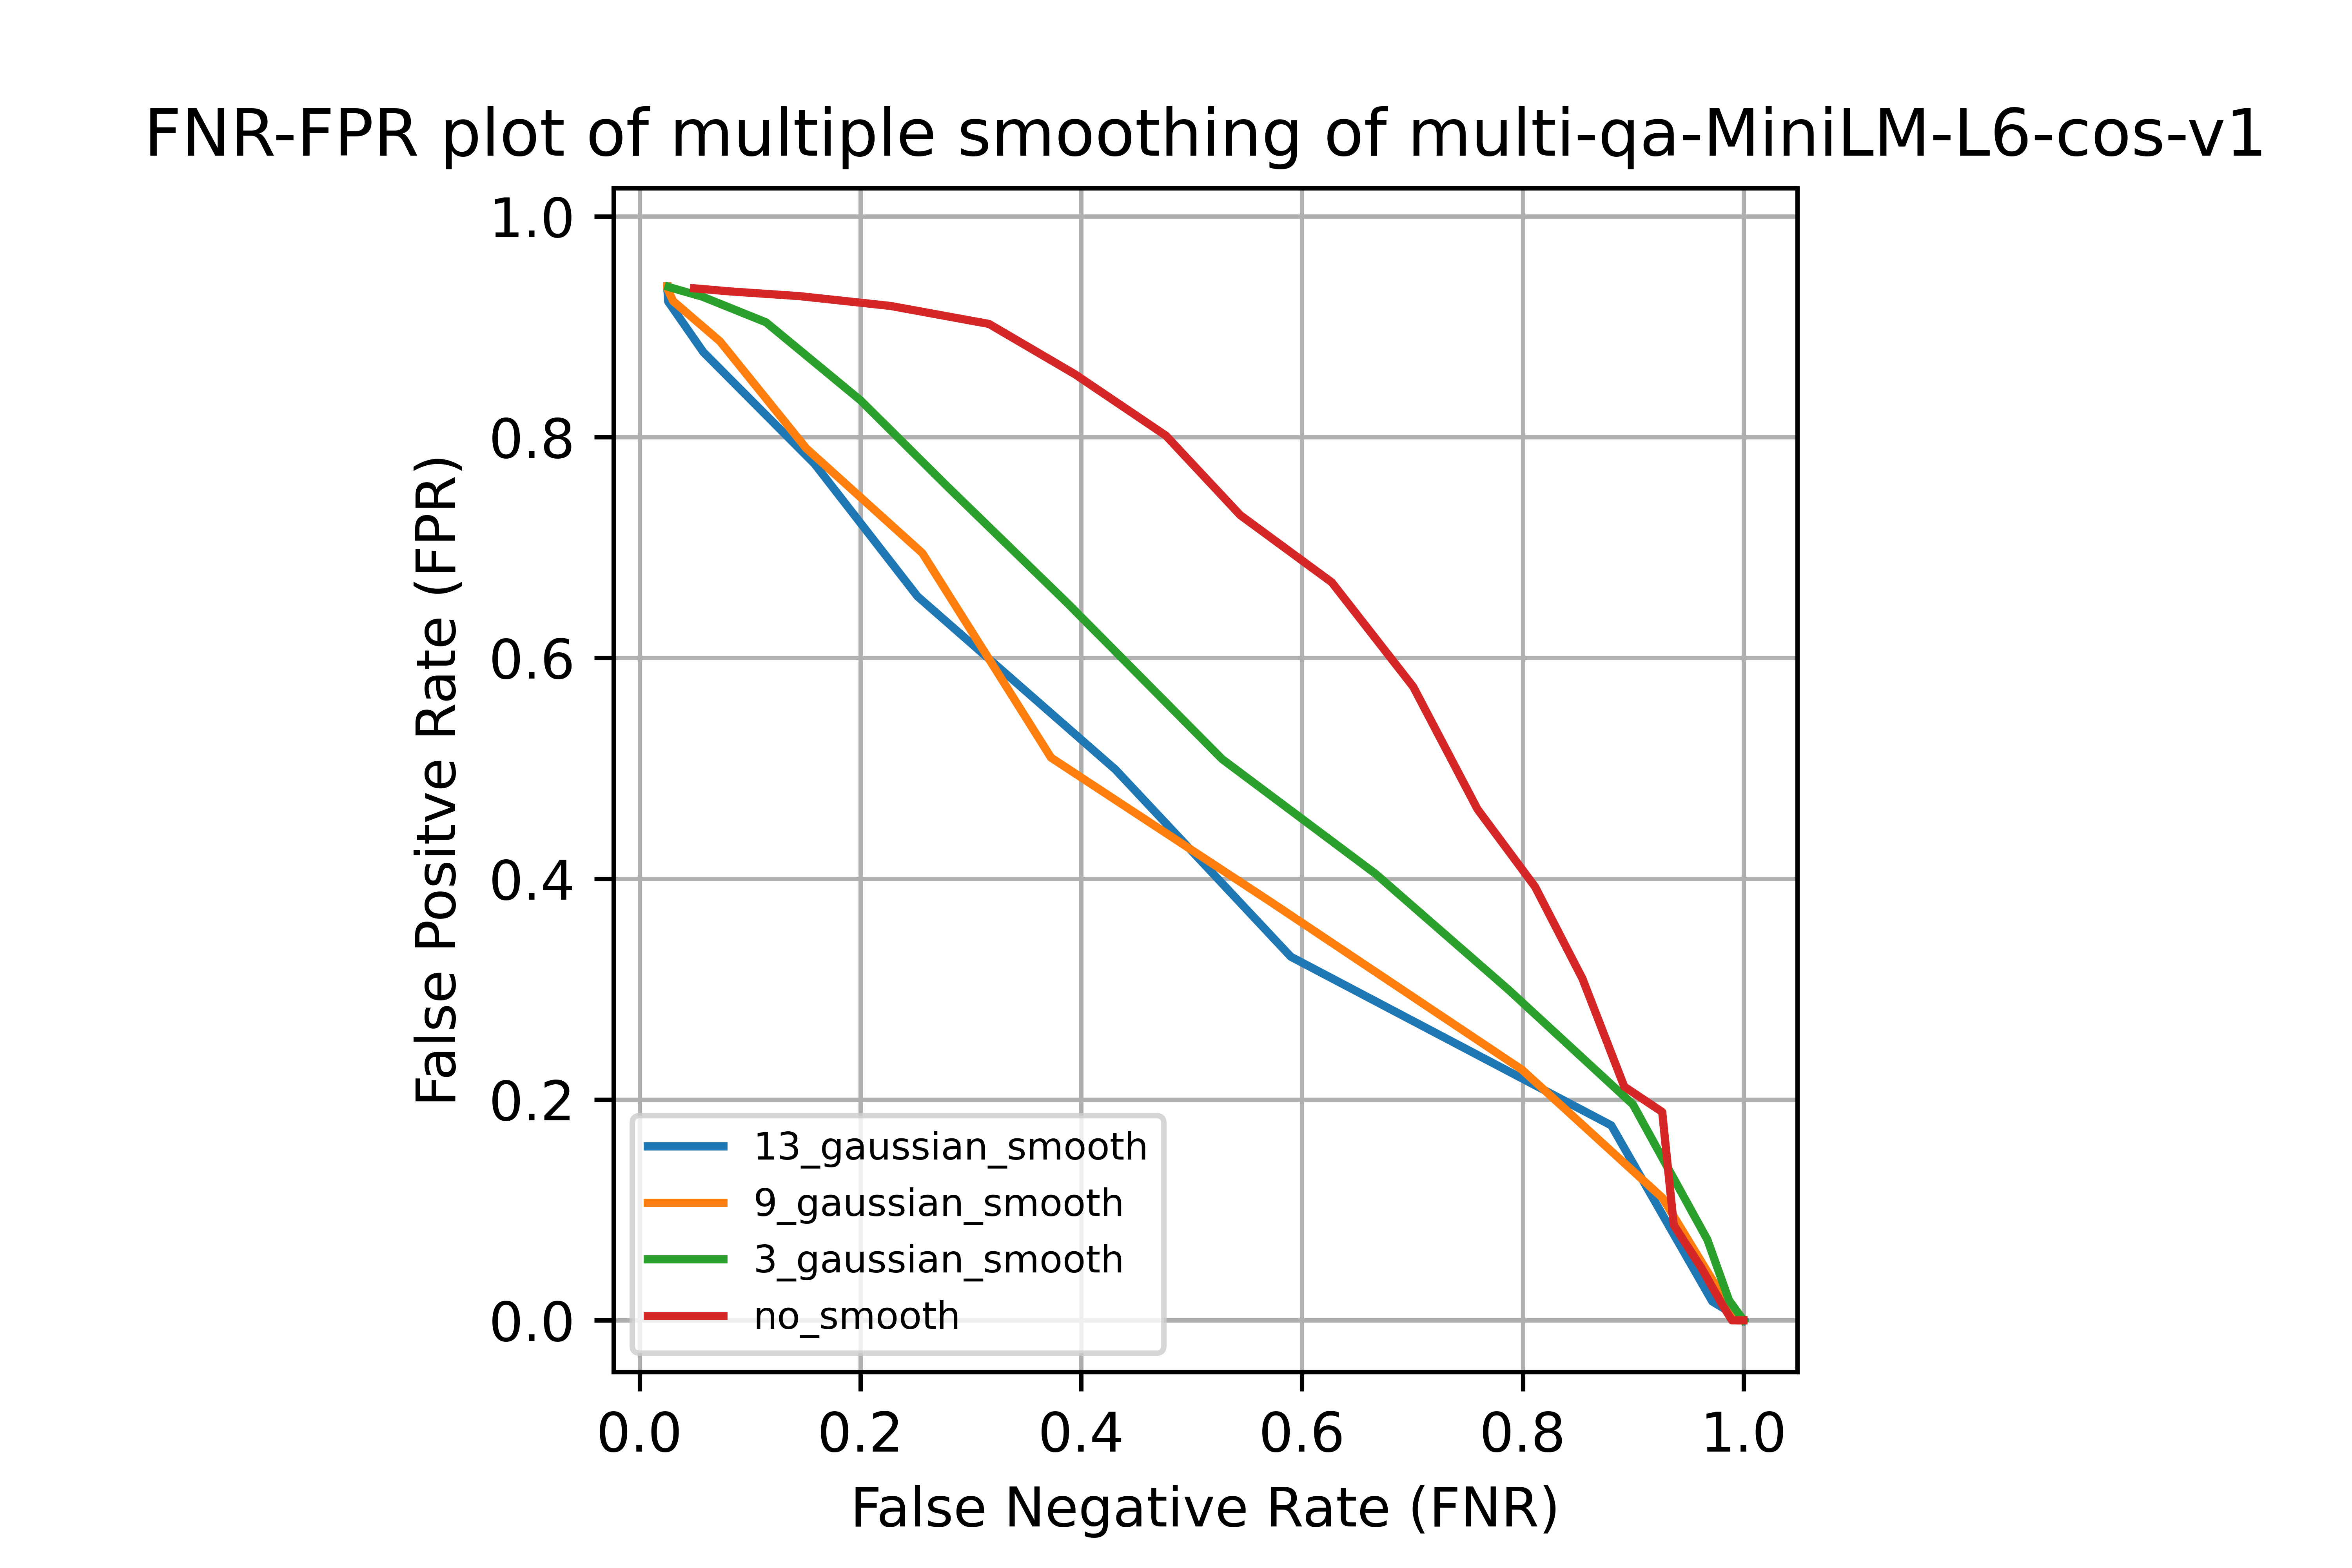 FNR-FPR plot of multiple smoothing of multi-qa-MiniLM-L6-cos-v1
False Positve Rate (FPR)
1.0
0.8
0.6
0.4
0.2
0.0
13_gaussian_smooth
9_gaussian_smooth
3_gaussian_smooth
no_smooth
0.0 0.2 0.4 0.6 0.8 1.0
False Negative Rate (FNR)